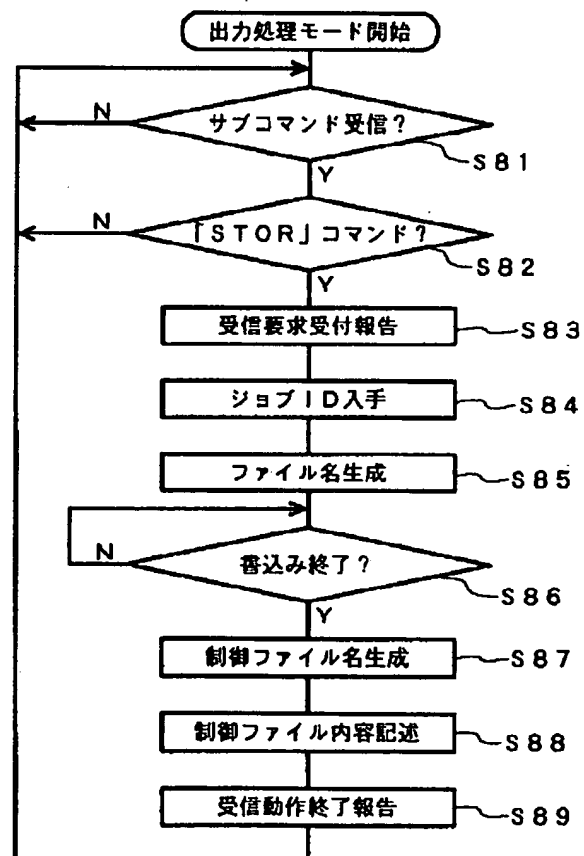 出力処理モード開始
サブコマンド受信?
N
S81
Y
「STOR」コマンド?
N
S82
Y
受信要求受付報告
S83
ジョブID入手
S84
ファイル名生成
S85
書込み終了?
N
S86
Y
制御ファイル名生成
S87
制御ファイル内容記述
S88
受信動作終了報告
S89